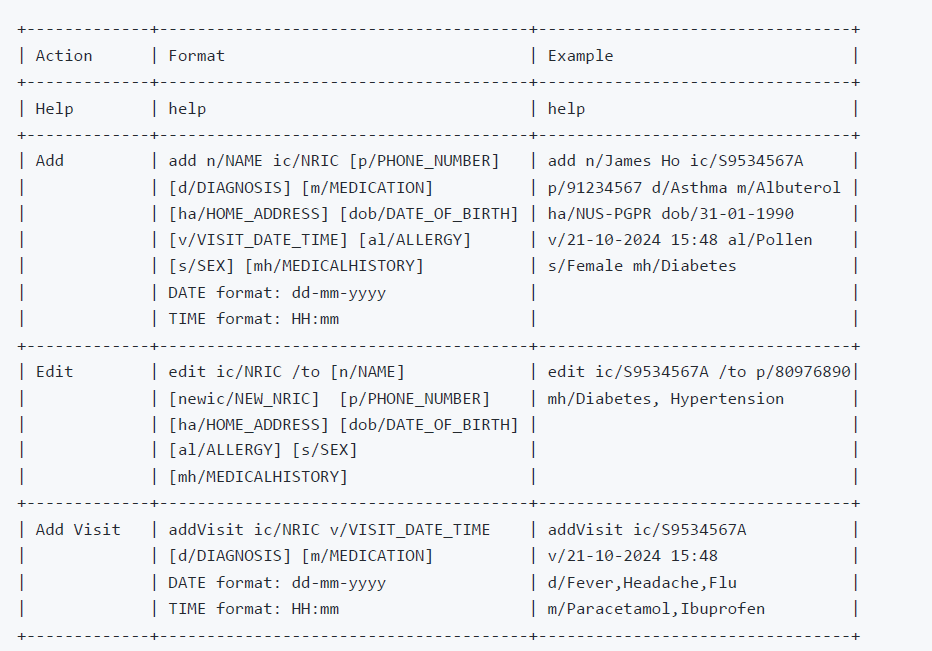 +-------------+---------------------------------------+---------------------------------+
| Action      | Format                                | Example                         |
+-------------+---------------------------------------+---------------------------------+
| Help        | help                                  | help                            |
+-------------+---------------------------------------+---------------------------------+
| Add         | add n/NAME ic/NRIC [p/PHONE_NUMBER]   | add n/James Ho ic/S9534567A     |
|             | [d/DIAGNOSIS] [m/MEDICATION]          | p/91234567 d/Asthma m/Albuterol |
|             | [ha/HOME_ADDRESS] [dob/DATE_OF_BIRTH] | ha/NUS-PGPR dob/31-01-1990      |
|             | [v/VISIT_DATE_TIME] [al/ALLERGY]      | v/21-10-2024 15:48 al/Pollen    |
|             | [s/SEX] [mh/MEDICALHISTORY]           | s/Female mh/Diabetes            |
|             | DATE format: dd-mm-yyyy               |                                 |
|             | TIME format: HH:mm                    |                                 |
+-------------+---------------------------------------+---------------------------------+
| Edit        | edit ic/NRIC /to [n/NAME]             | edit ic/S9534567A /to p/80976890|
|             | [newic/NEW_NRIC]  [p/PHONE_NUMBER]    | mh/Diabetes, Hypertension       |
|             | [ha/HOME_ADDRESS] [dob/DATE_OF_BIRTH] |                                 |
|             | [al/ALLERGY] [s/SEX]                  |                                 |
|             | [mh/MEDICALHISTORY]                   |                                 |
+-------------+---------------------------------------+---------------------------------+
| Add Visit   | addVisit ic/NRIC v/VISIT_DATE_TIME    | addVisit ic/S9534567A           |
|             | [d/DIAGNOSIS] [m/MEDICATION]          | v/21-10-2024 15:48              |
|             | DATE format: dd-mm-yyyy               | d/Fever,Headache,Flu            |
|             | TIME format: HH:mm                    | m/Paracetamol,Ibuprofen         |
+-------------+---------------------------------------+---------------------------------+